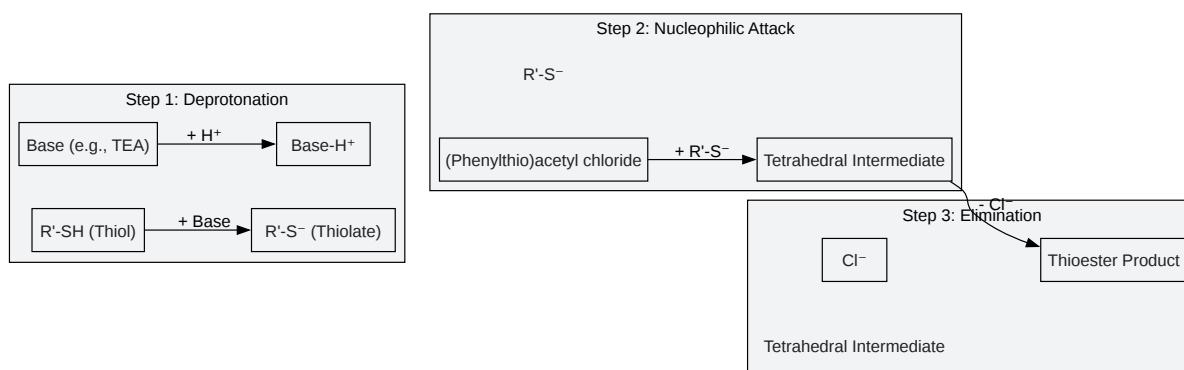 Step 1: Deprotonation
Base (e.g., TEA)
+ H⁺
Base-H⁺
R'-SH (Thiol)
+ Base
R'-S⁻ (Thiolate)
Step 2: Nucleophilic Attack
R'-S⁻
(Phenylthio)acetyl chloride
+ R'-S⁻
Tetrahedral Intermediate
- Cl⁻
Step 3: Elimination
Cl⁻
Thioester Product
Tetrahedral Intermediate